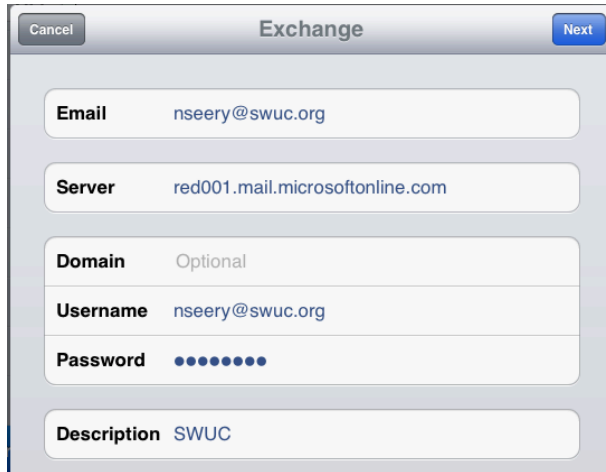 Cancel Exchange Next
Email nseery@swuc.org
Server red001.mail.microsoftonline.com
Domain Optional
Username nseery@swuc.org
Password ●●●●●●●●
Description SWUC